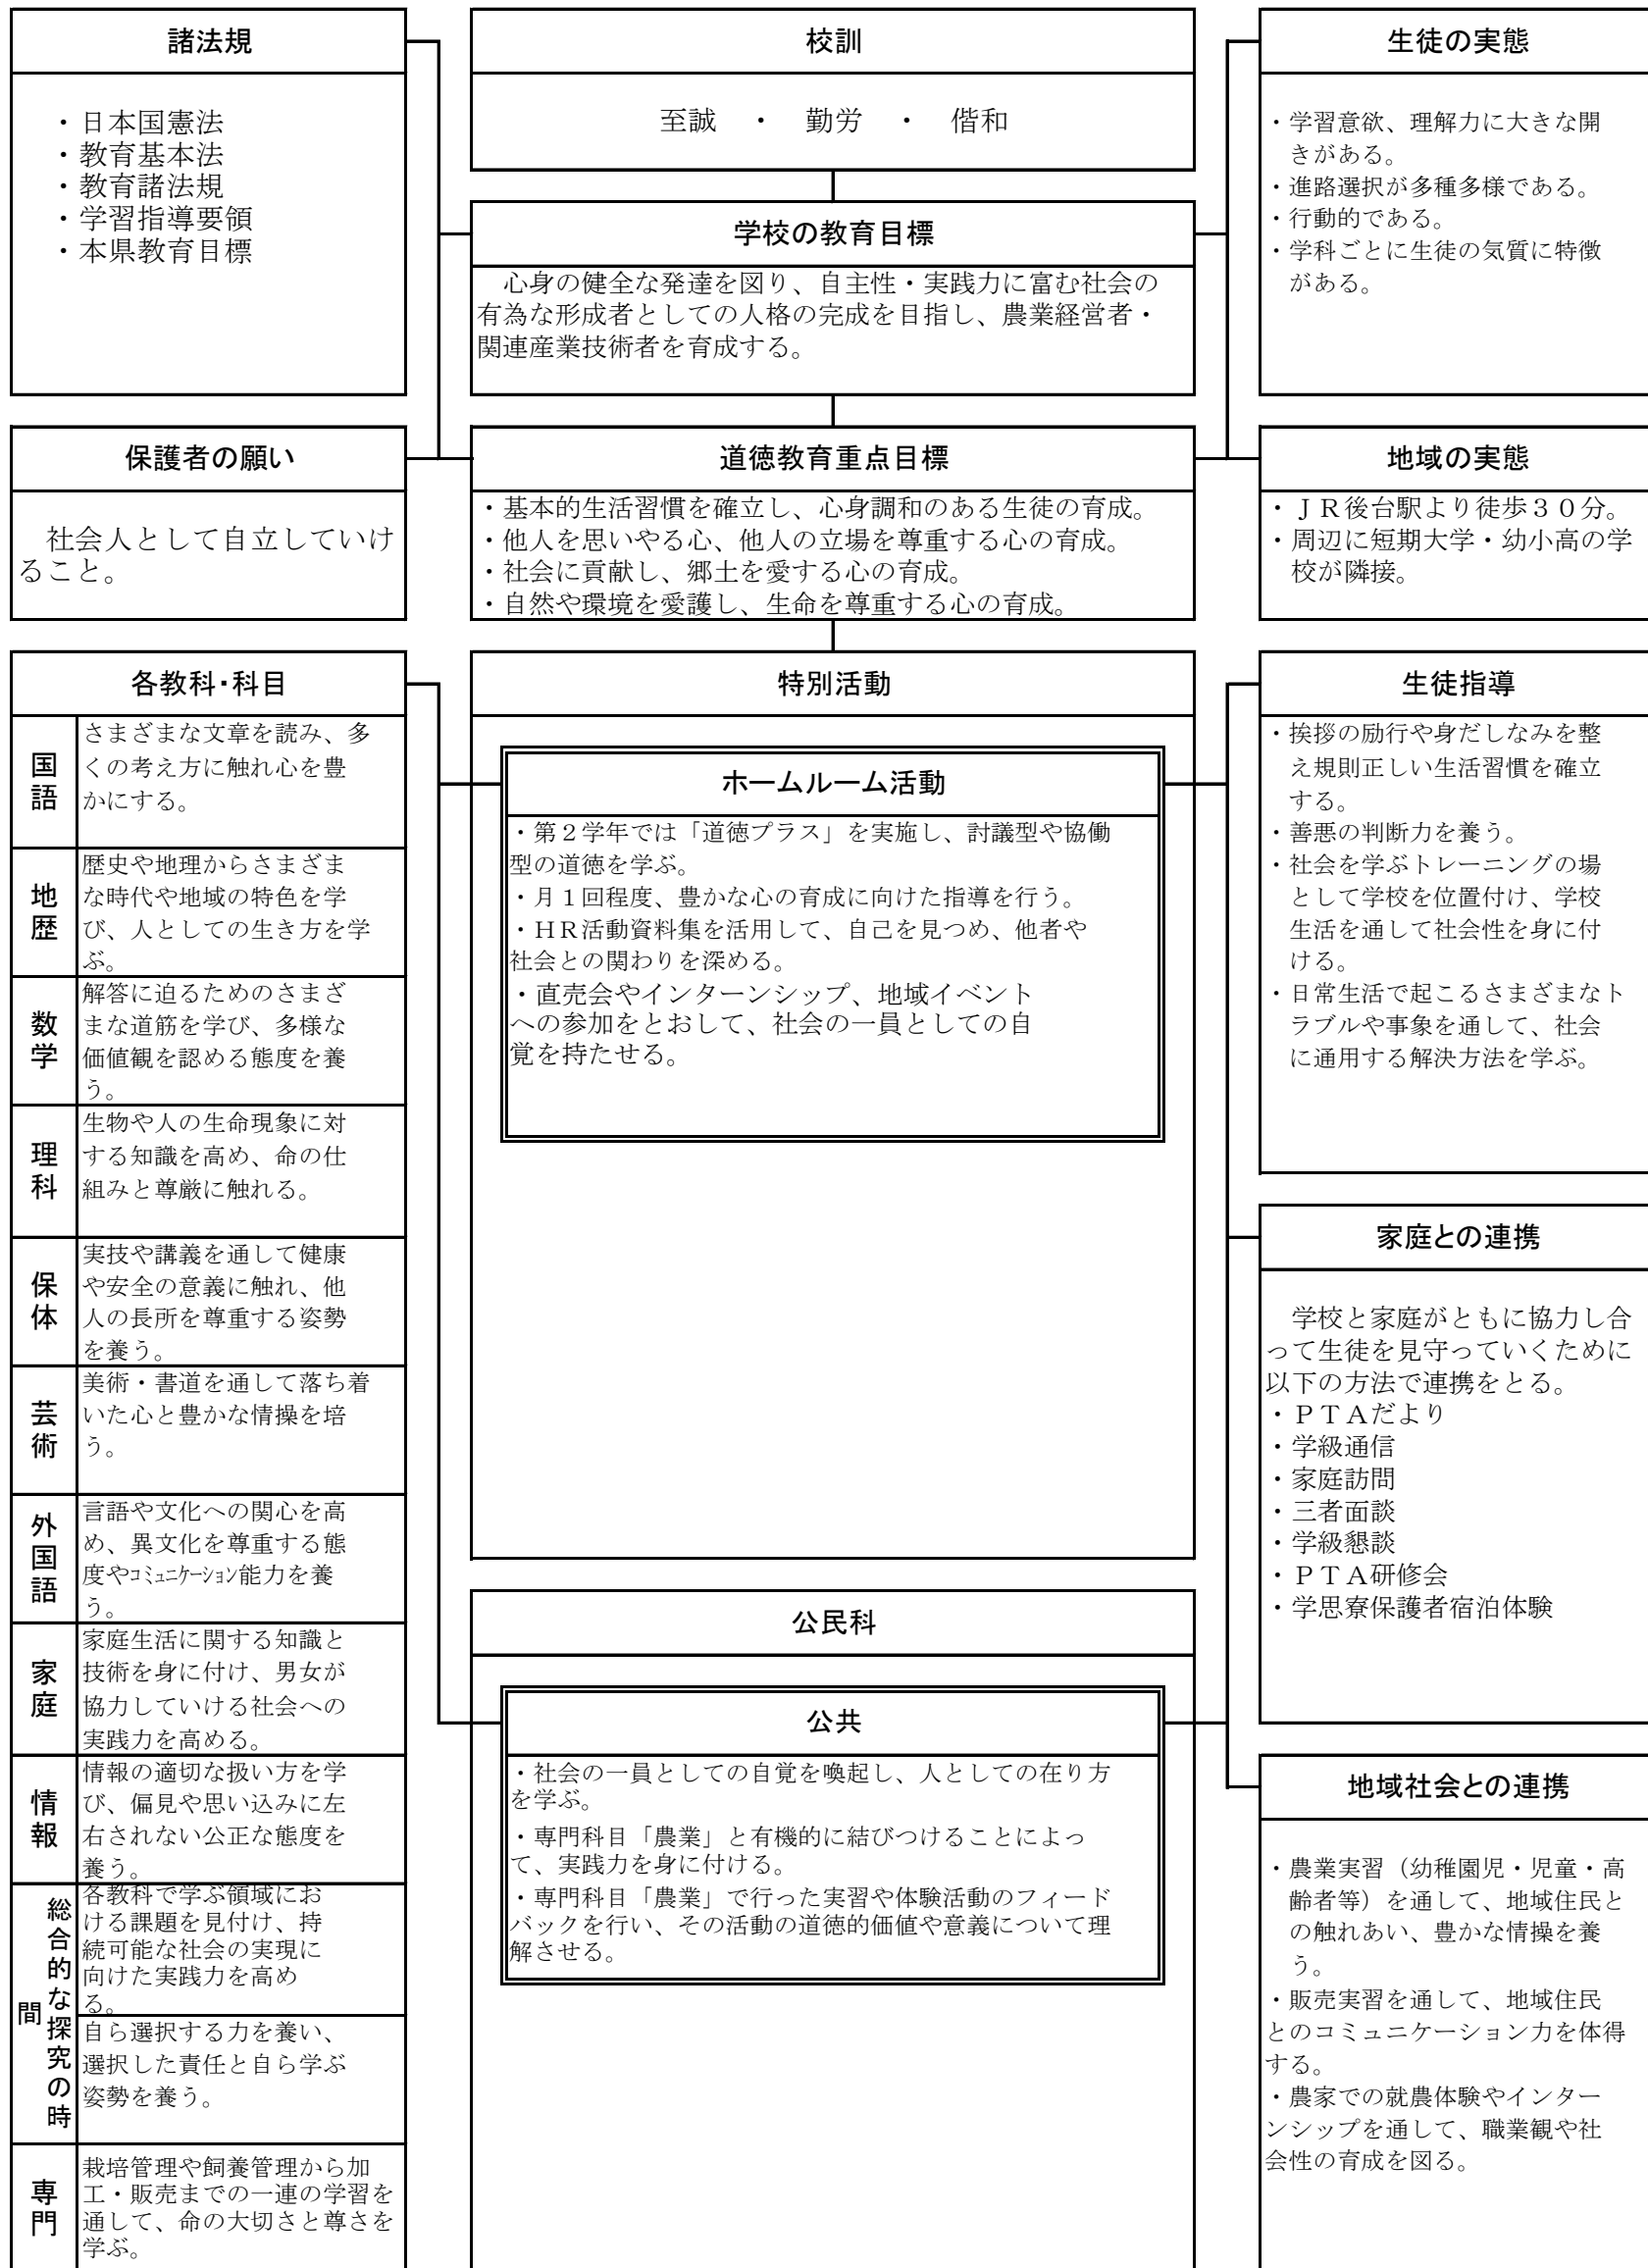 諸法規
・日本国憲法
・教育基本法
・教育諸法規
・学習指導要領
・本県教育目標
校訓
至誠　・　勤労　・　偕和
生徒の実態
・学習意欲、理解力に大きな開
きがある。
・進路選択が多種多様である。
・行動的である。
・学科ごとに生徒の気質に特徴
がある。
学校の教育目標
心身の健全な発達を図り、自主性・実践力に富む社会の
有為な形成者としての人格の完成を目指し、農業経営者・
関連産業技術者を育成する。
保護者の願い
社会人として自立していけ
ること。
道徳教育重点目標
・基本的生活習慣を確立し、心身調和のある生徒の育成。
・他人を思いやる心、他人の立場を尊重する心の育成。
・社会に貢献し、郷土を愛する心の育成。
・自然や環境を愛護し、生命を尊重する心の育成。
地域の実態
・ＪＲ後台駅より徒歩３０分。
・周辺に短期大学・幼小高の学
校が隣接。
各教科・科目
国語
さまざまな文章を読み、多
くの考え方に触れ心を豊
かにする。
地歴
歴史や地理からさまざま
な時代や地域の特色を学
び、人としての生き方を学
ぶ。
数学
解答に迫るためのさまざ
まな道筋を学び、多様な
価値観を認める態度を養
う。
理科
生物や人の生命現象に対
する知識を高め、命の仕
組みと尊厳に触れる。
保体
実技や講義を通して健康
や安全の意義に触れ、他
人の長所を尊重する姿勢
を養う。
芸術
美術・書道を通して落ち着
いた心と豊かな情操を培
う。
外国語
言語や文化への関心を高
め、異文化を尊重する態
度やｺﾐｭﾆｹｰｼｮﾝ能力を養
う。
家庭
家庭生活に関する知識と
技術を身に付け、男女が
協力していける社会への
実践力を高める。
情報
情報の適切な扱い方を学
び、偏見や思い込みに左
右されない公正な態度を
養う。
総合的な探究の時間
各教科で学ぶ領域にお
ける課題を見付け、持
続可能な社会の実現に
向けた実践力を高め
る。
自ら選択する力を養い、
選択した責任と自ら学ぶ
姿勢を養う。
専門
栽培管理や飼養管理から加
工・販売までの一連の学習を
通して、命の大切さと尊さを
学ぶ。
特別活動
ホームルーム活動
・第２学年では「道徳プラス」を実施し、討議型や協働
型の道徳を学ぶ。
・月１回程度、豊かな心の育成に向けた指導を行う。
・ＨＲ活動資料集を活用して、自己を見つめ、他者や
社会との関わりを深める。
・直売会やインターンシップ、地域イベント
への参加をとおして、社会の一員としての自
覚を持たせる。
公民科
公共
・社会の一員としての自覚を喚起し、人としての在り方
を学ぶ。
・専門科目「農業」と有機的に結びつけることによっ
て、実践力を身に付ける。
・専門科目「農業」で行った実習や体験活動のフィード
バックを行い、その活動の道徳的価値や意義について理
解させる。
生徒指導
・挨拶の励行や身だしなみを整
え規則正しい生活習慣を確立
する。
・善悪の判断力を養う。
・社会を学ぶトレーニングの場
として学校を位置付け、学校
生活を通して社会性を身に付
ける。
・日常生活で起こるさまざまなト
ラブルや事象を通して、社会
に通用する解決方法を学ぶ。
家庭との連携
学校と家庭がともに協力し合
って生徒を見守っていくために
以下の方法で連携をとる。
・ＰＴＡだより
・学級通信
・家庭訪問
・三者面談
・学級懇談
・ＰＴＡ研修会
・学思寮保護者宿泊体験
地域社会との連携
・農業実習（幼稚園児・児童・高
齢者等）を通して、地域住民と
の触れあい、豊かな情操を養
う。
・販売実習を通して、地域住民
とのコミュニケーション力を体得
する。
・農家での就農体験やインター
ンシップを通して、職業観や社
会性の育成を図る。